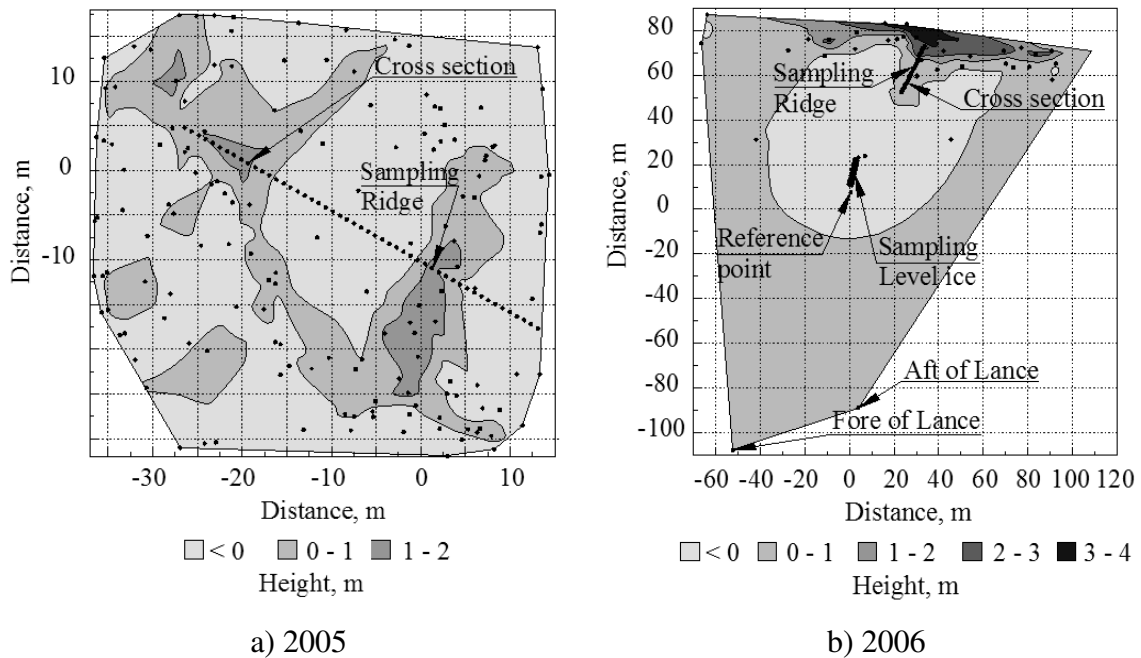 10
0
-10
Distance, m
Cross section
Sampling
Ridge
-30 -20 -10 0 10
Distance, m
< 0 0 - 1 1 - 2
Height, m
a) 2005
80
60
40
20
0
-20
-40
-60
-80
-100
Distance, m
Sampling
Ridge
Cross section
Reference
point
Sampling
Level ice
Aft of Lance
Fore of Lance
-60 -40 -20 0 20 40 60 80 100 120
Distance, m
< 0 0 - 1 1 - 2 2 - 3 3 - 4
Height, m
b) 2006